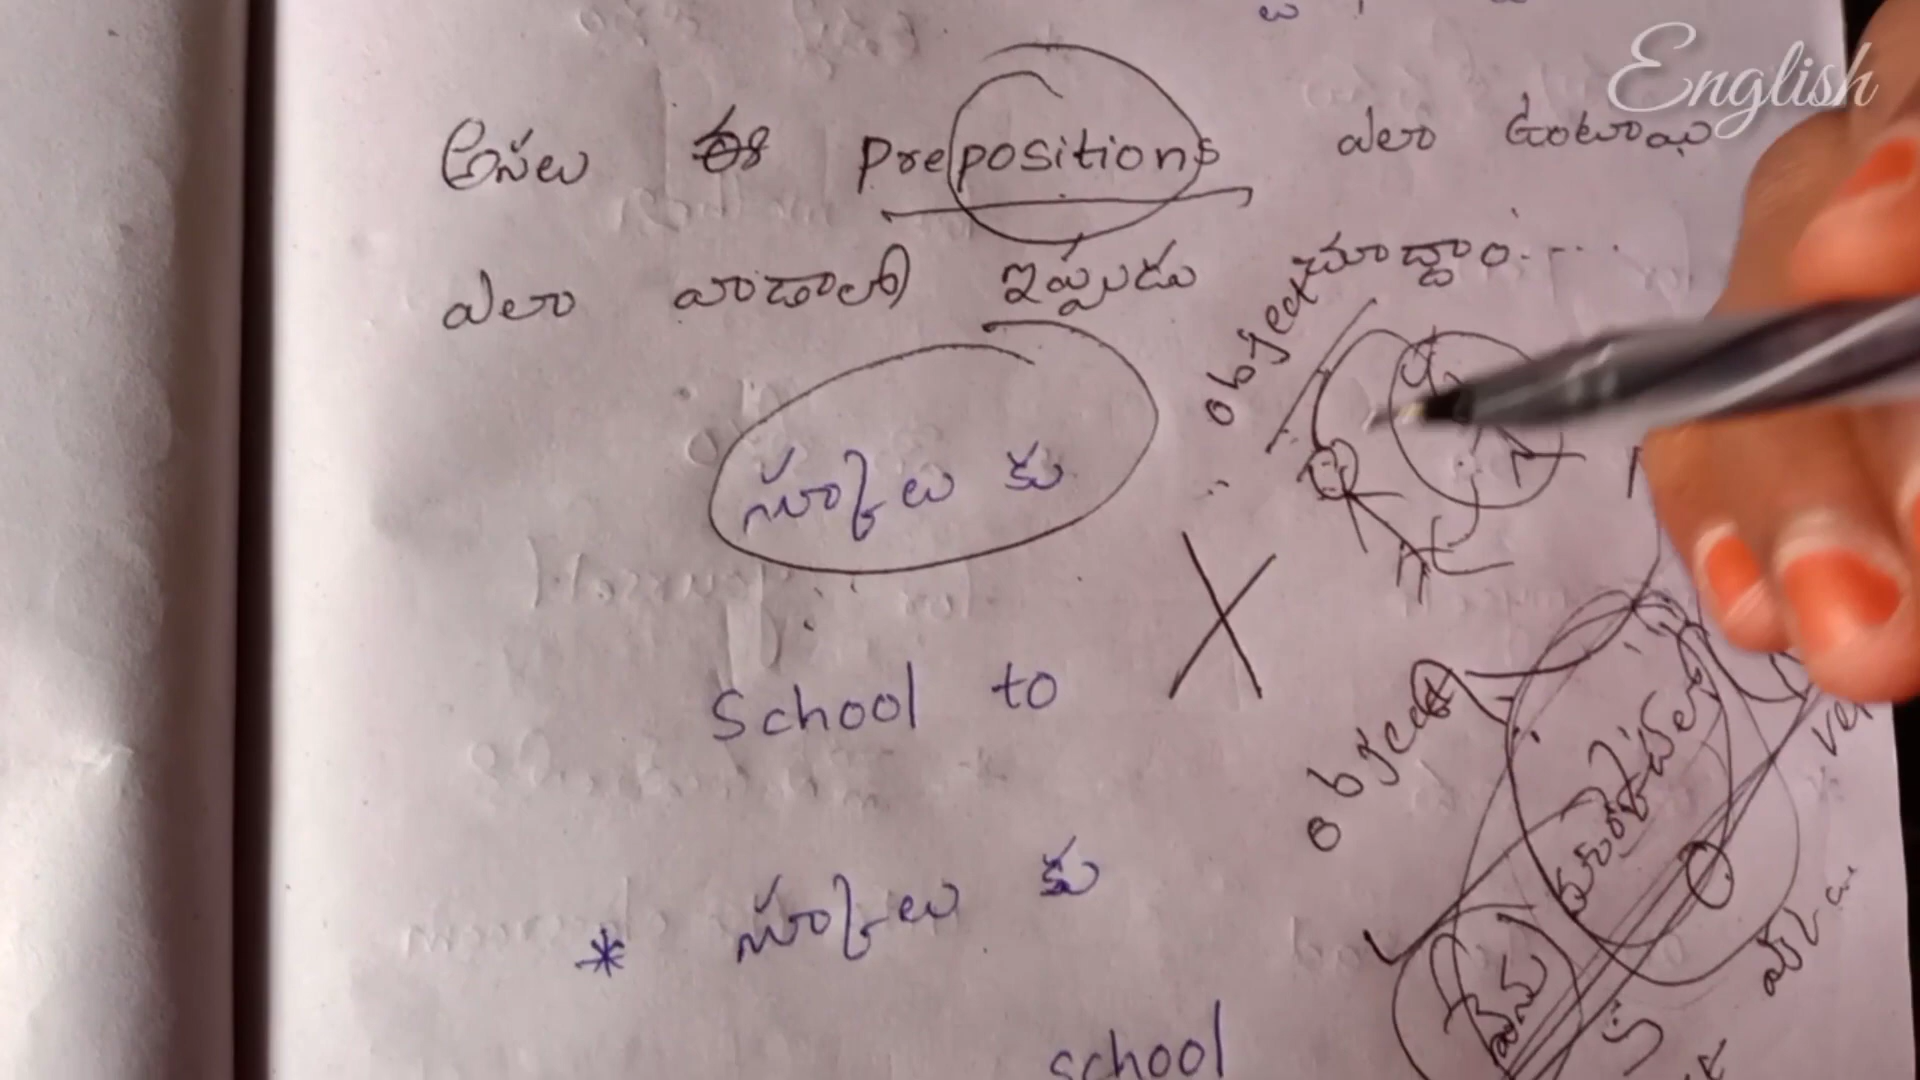 English
అసలు ఈ prepositions ఎలా ఉంటాయి
ఎలా వాడాలి ఇప్పుడు చూద్దాం....
object
స్కూలు కు
School to X
object
మార్కెట్
* స్కూలు కు
నేను
school